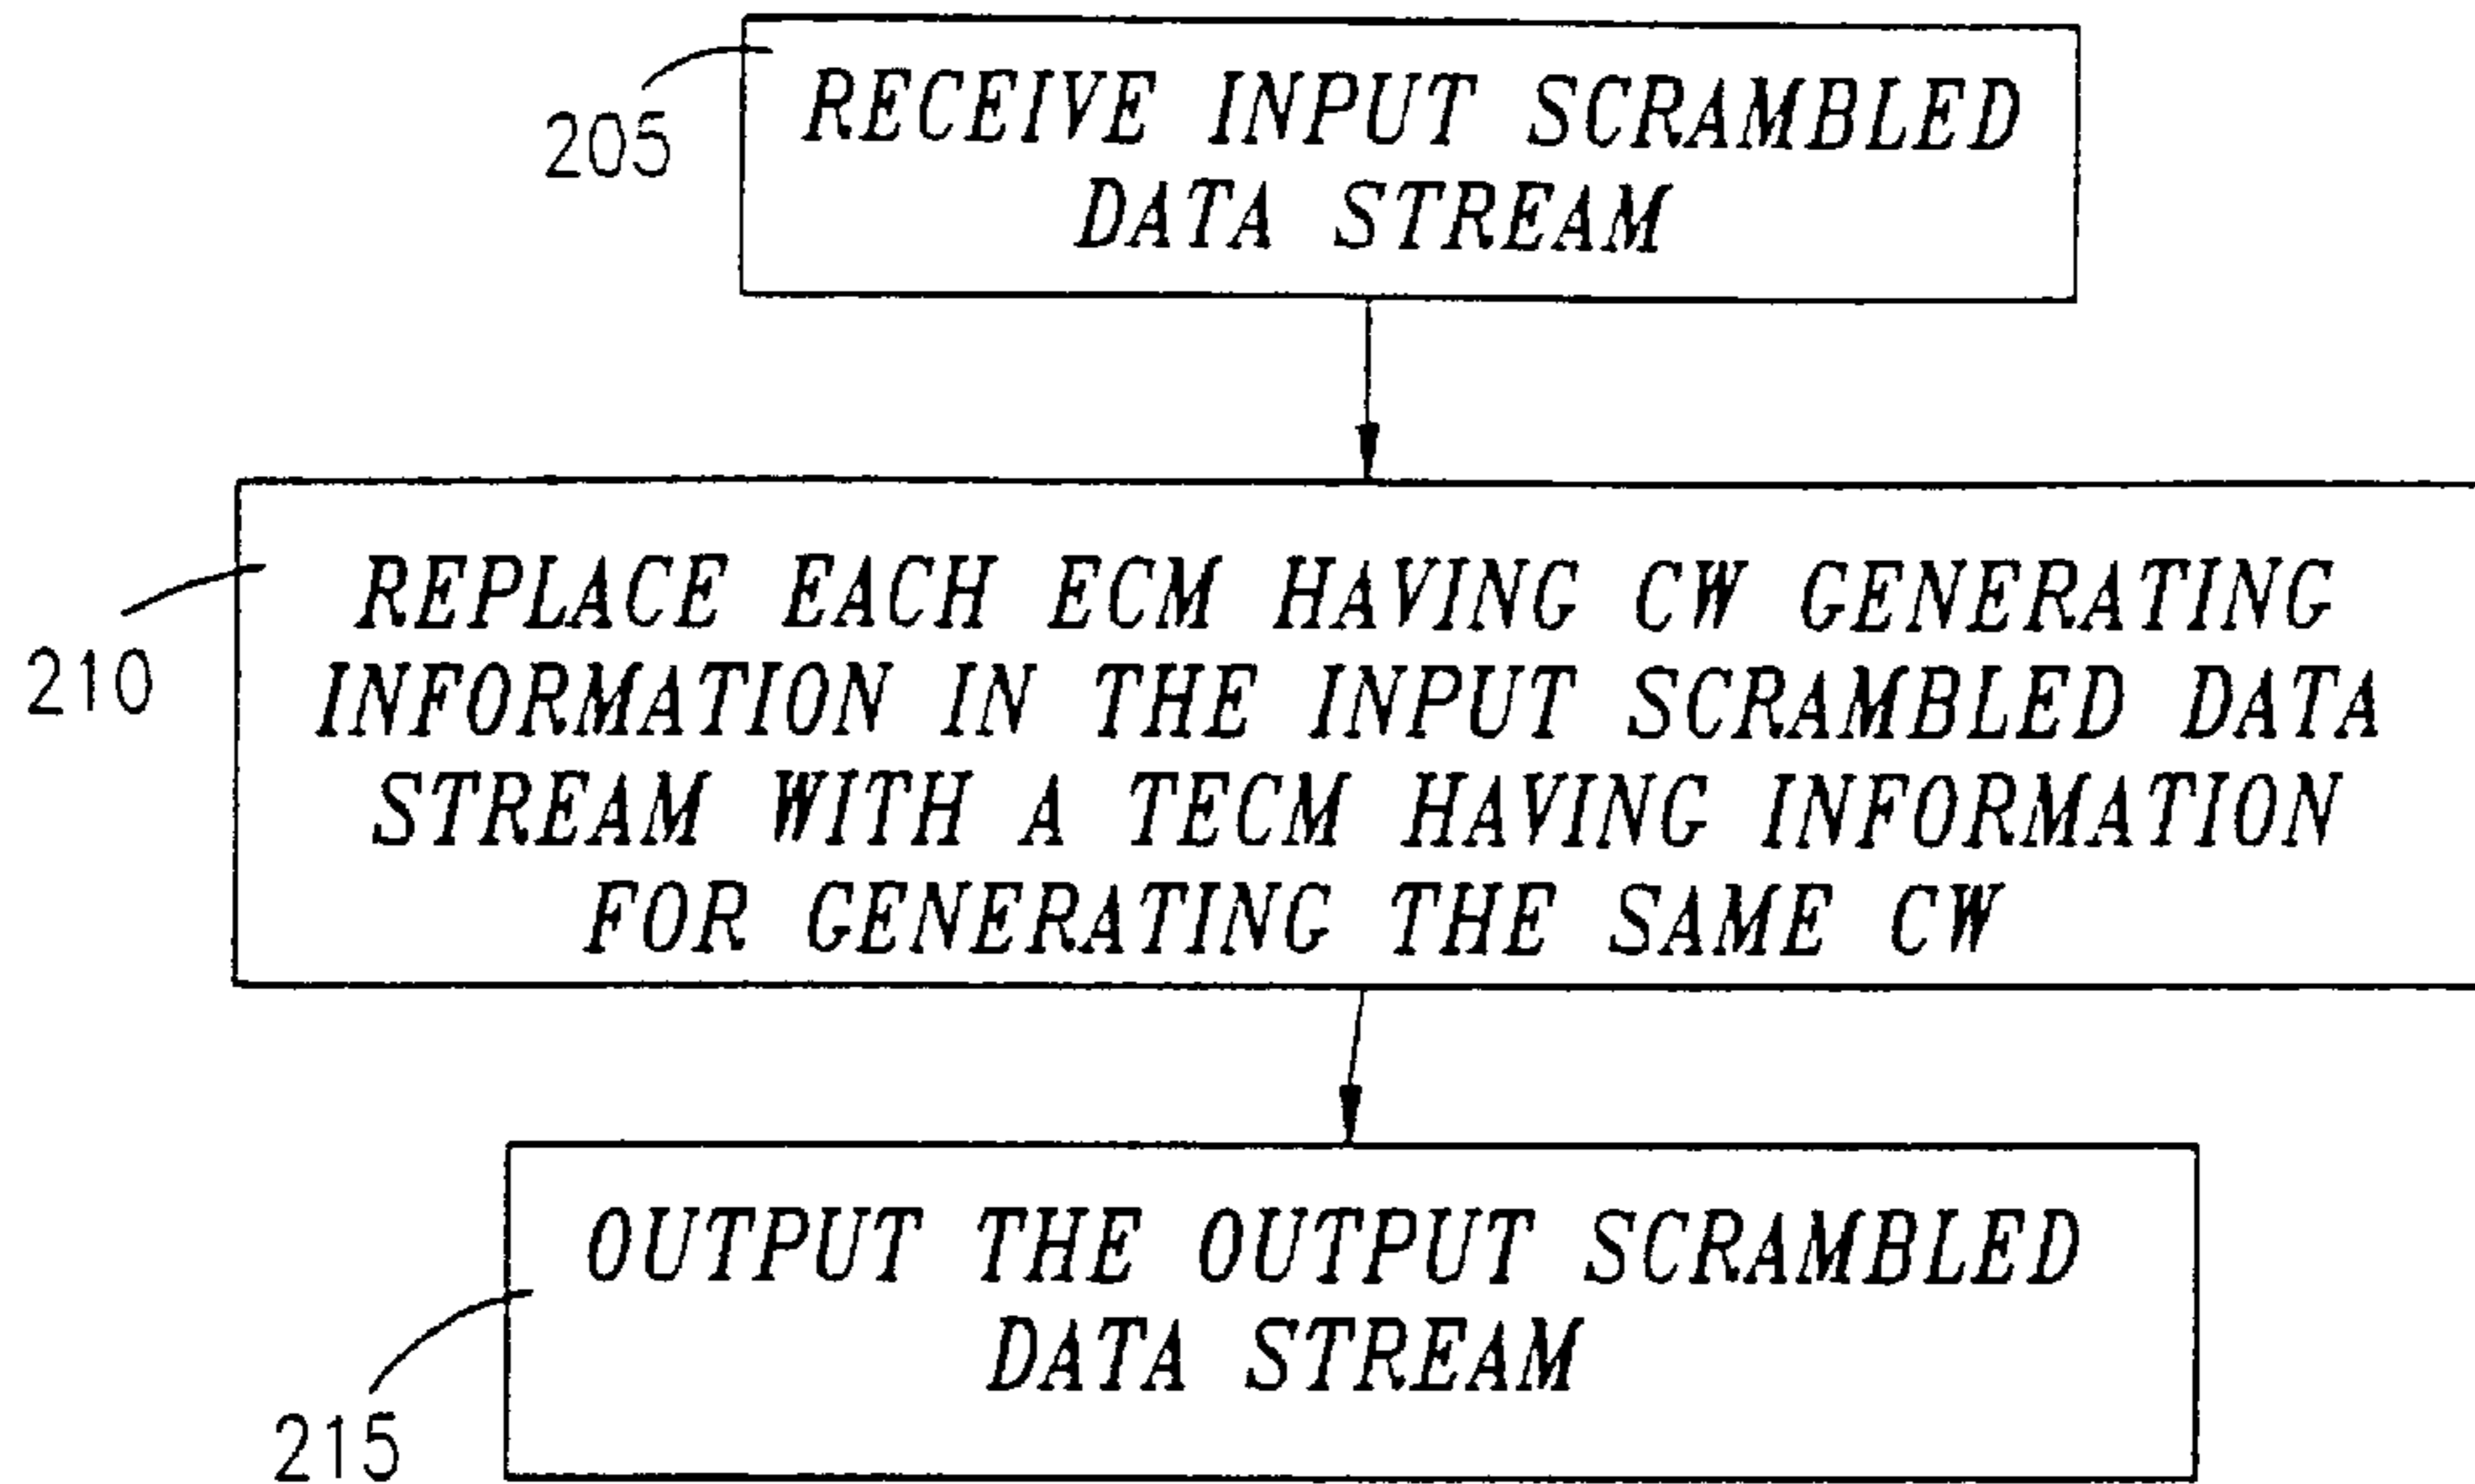 205
RECEIVE INPUT SCRAMBLED
DATA STREAM
210
REPLACE EACH ECM HAVING CW GENERATING
INFORMATION IN THE INPUT SCRAMBLED DATA
STREAM WITH A TECM HAVING INFORMATION
FOR GENERATING THE SAME CW
215
OUTPUT THE OUTPUT SCRAMBLED
DATA STREAM